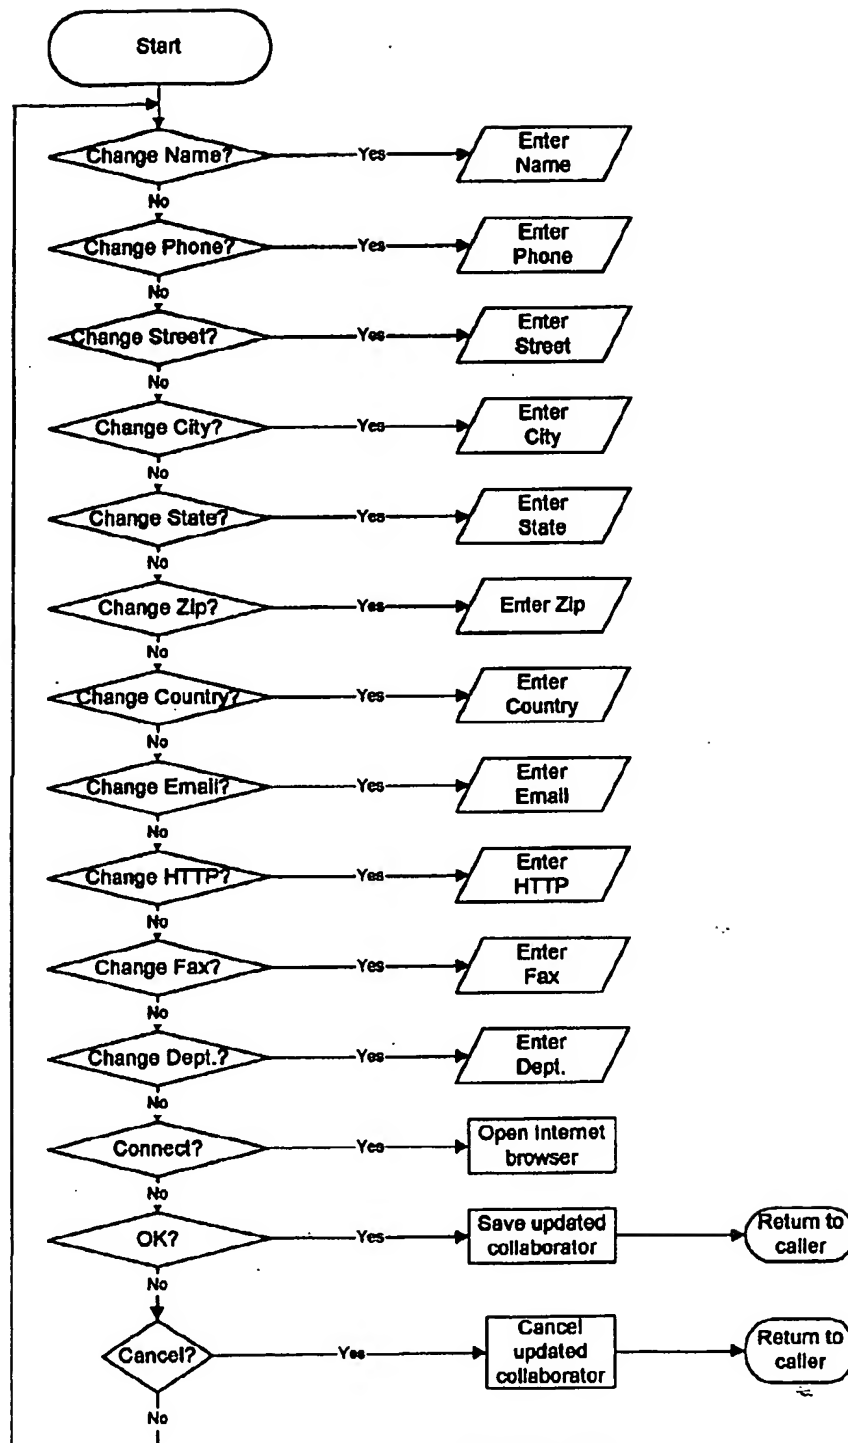 Start
Change Name?
Yes
Enter
Name
No
Change Phone?
Yes
Enter
Phone
No
Change Street?
Yes
Enter
Street
No
Change City?
Yes
Enter
City
No
Change State?
Yes
Enter
State
No
Change Zip?
Yes
Enter Zip
No
Change Country?
Yes
Enter
Country
No
Change Email?
Yes
Enter
Email
No
Change HTTP?
Yes
Enter
HTTP
No
Change Fax?
Yes
Enter
Fax
No
Change Dept.?
Yes
Enter
Dept.
No
Connect?
Yes
Open internet
browser
No
OK?
Yes
Save updated
collaborator
Return to
caller
No
Cancel?
Yes
Cancel
updated
collaborator
Return to
caller
No